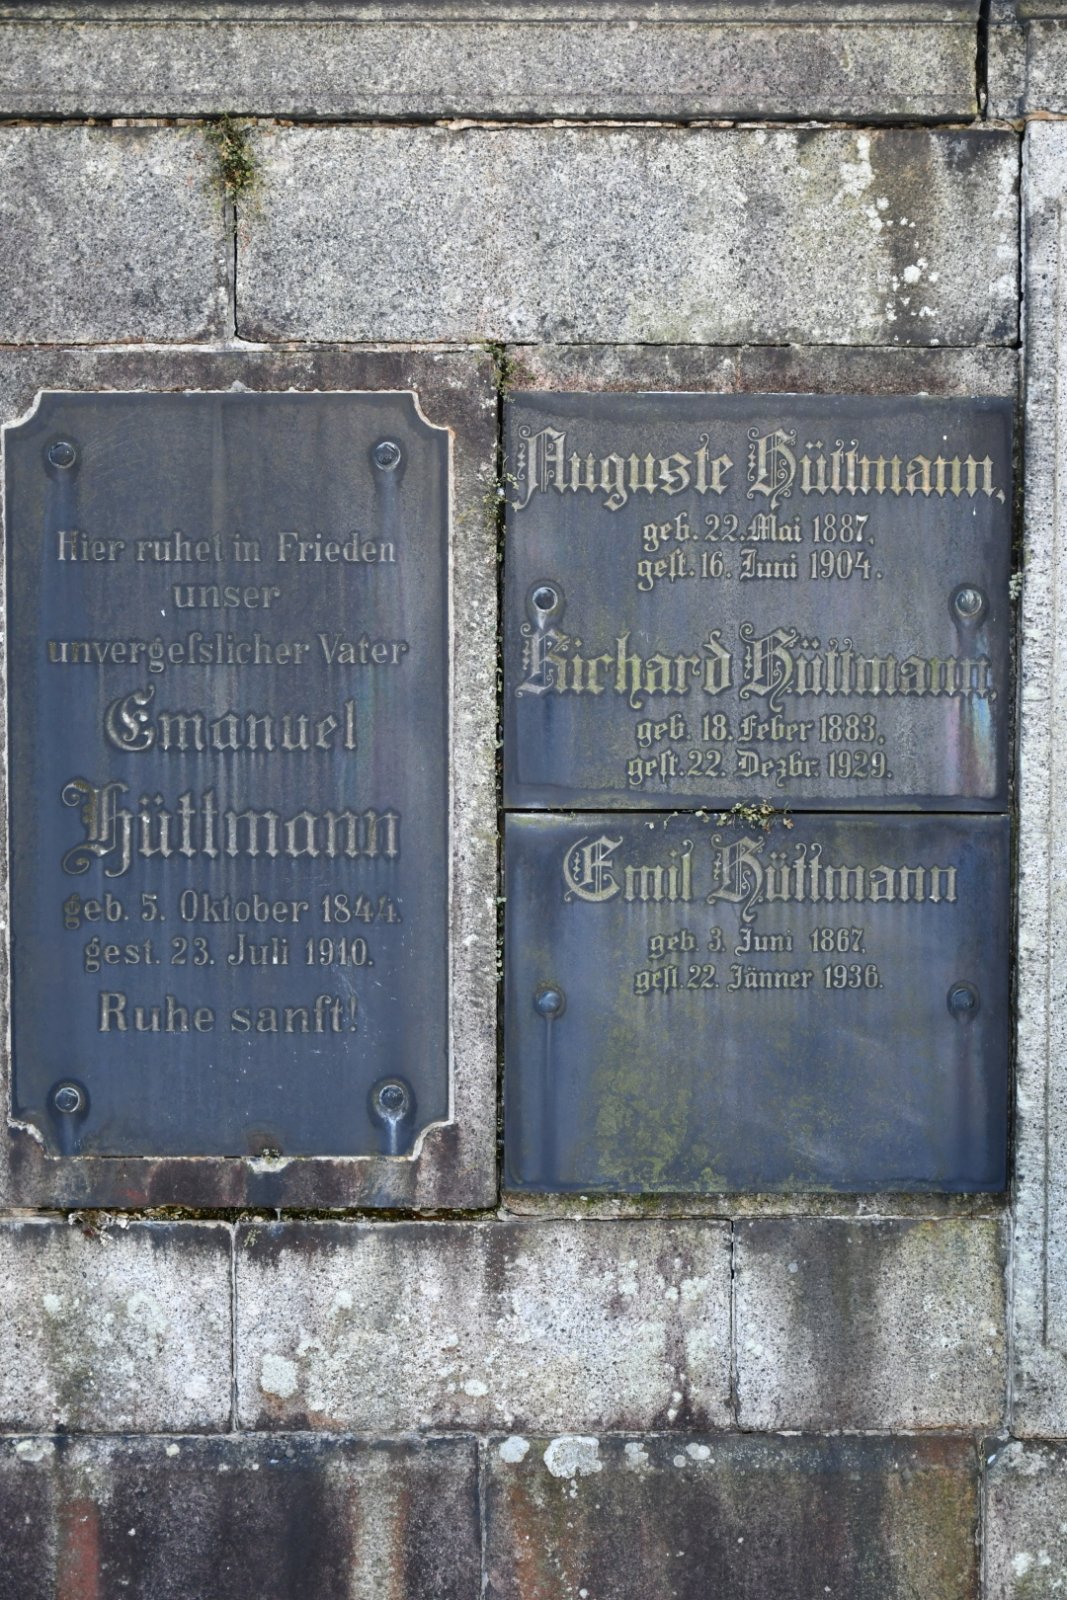 Hier ruhet in Frieden
unser
unvergeſslicher Vater
Emanuel
Hüttmann
geb. 5. Oktober 1844.
gest. 23. Juli 1910.
Ruhe sanft!
Auguste Hüttmann,
geb. 22. Mai 1887,
geſt. 16. Juni 1904.
Richard Hüttmann,
geb. 18. Feber 1883,
geſt. 22. Dezbr. 1929.
Emil Hüttmann
geb. 3. Juni 1867,
geſt. 22. Jänner 1936.